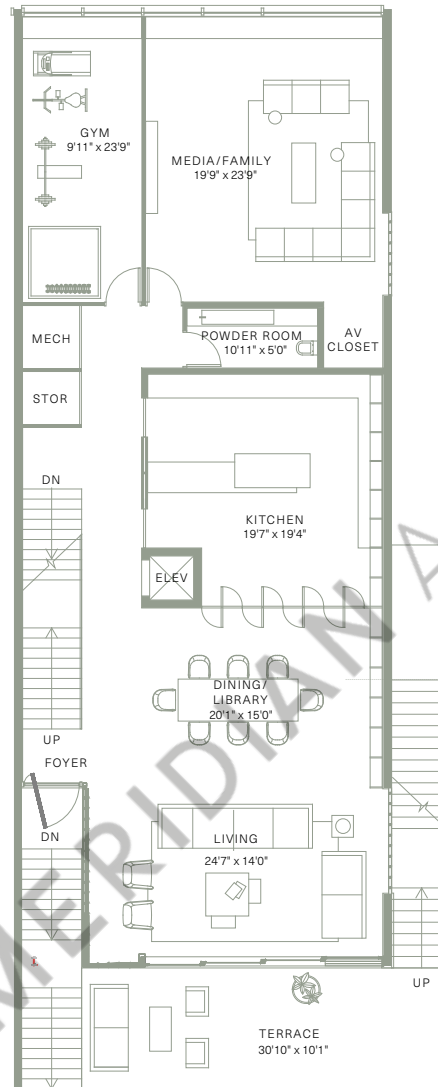 GYM
9'11" x 23'9"
MEDIA/FAMILY
19'9" x 23'9"
MECH
POWDER ROOM
10'11" x 5'0"
AV
CLOSET
STOR
DN
KITCHEN
19'7" x 19'4"
ELEV
DINING/
LIBRARY
20'1" x 15'0"
UP
FOYER
DN
LIVING
24'7" x 14'0"
UP
TERRACE
30'10" x 10'1"
MERIDIAN A